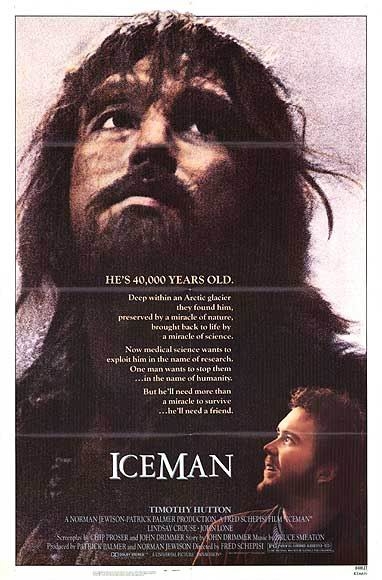 HE'S 40,000 YEARS OLD.
Deep within an Arctic glacier
they found him,
preserved by a miracle of nature,
brought back to life by
a miracle of science.
Now medical science wants to
exploit him in the name of research.
One man wants to stop them
...in the name of humanity.
But he'll need more than
a miracle to survive
...he'll need a friend.
ICEMAN
TIMOTHY HUTTON
A NORMAN JEWISON-PATRICK PALMER PRODUCTION A FRED SCHEPISI FILM "ICEMAN"
LINDSAY CROUSE · JOHN LONE
Screenplay by CHIP PROSER and JOHN DRIMMER Story by JOHN DRIMMER Music by BRUCE SMEATON
Produced by PATRICK PALMER and NORMAN JEWISON Directed by FRED SCHEPISI
DOLBY STEREO A UNIVERSAL PICTURE